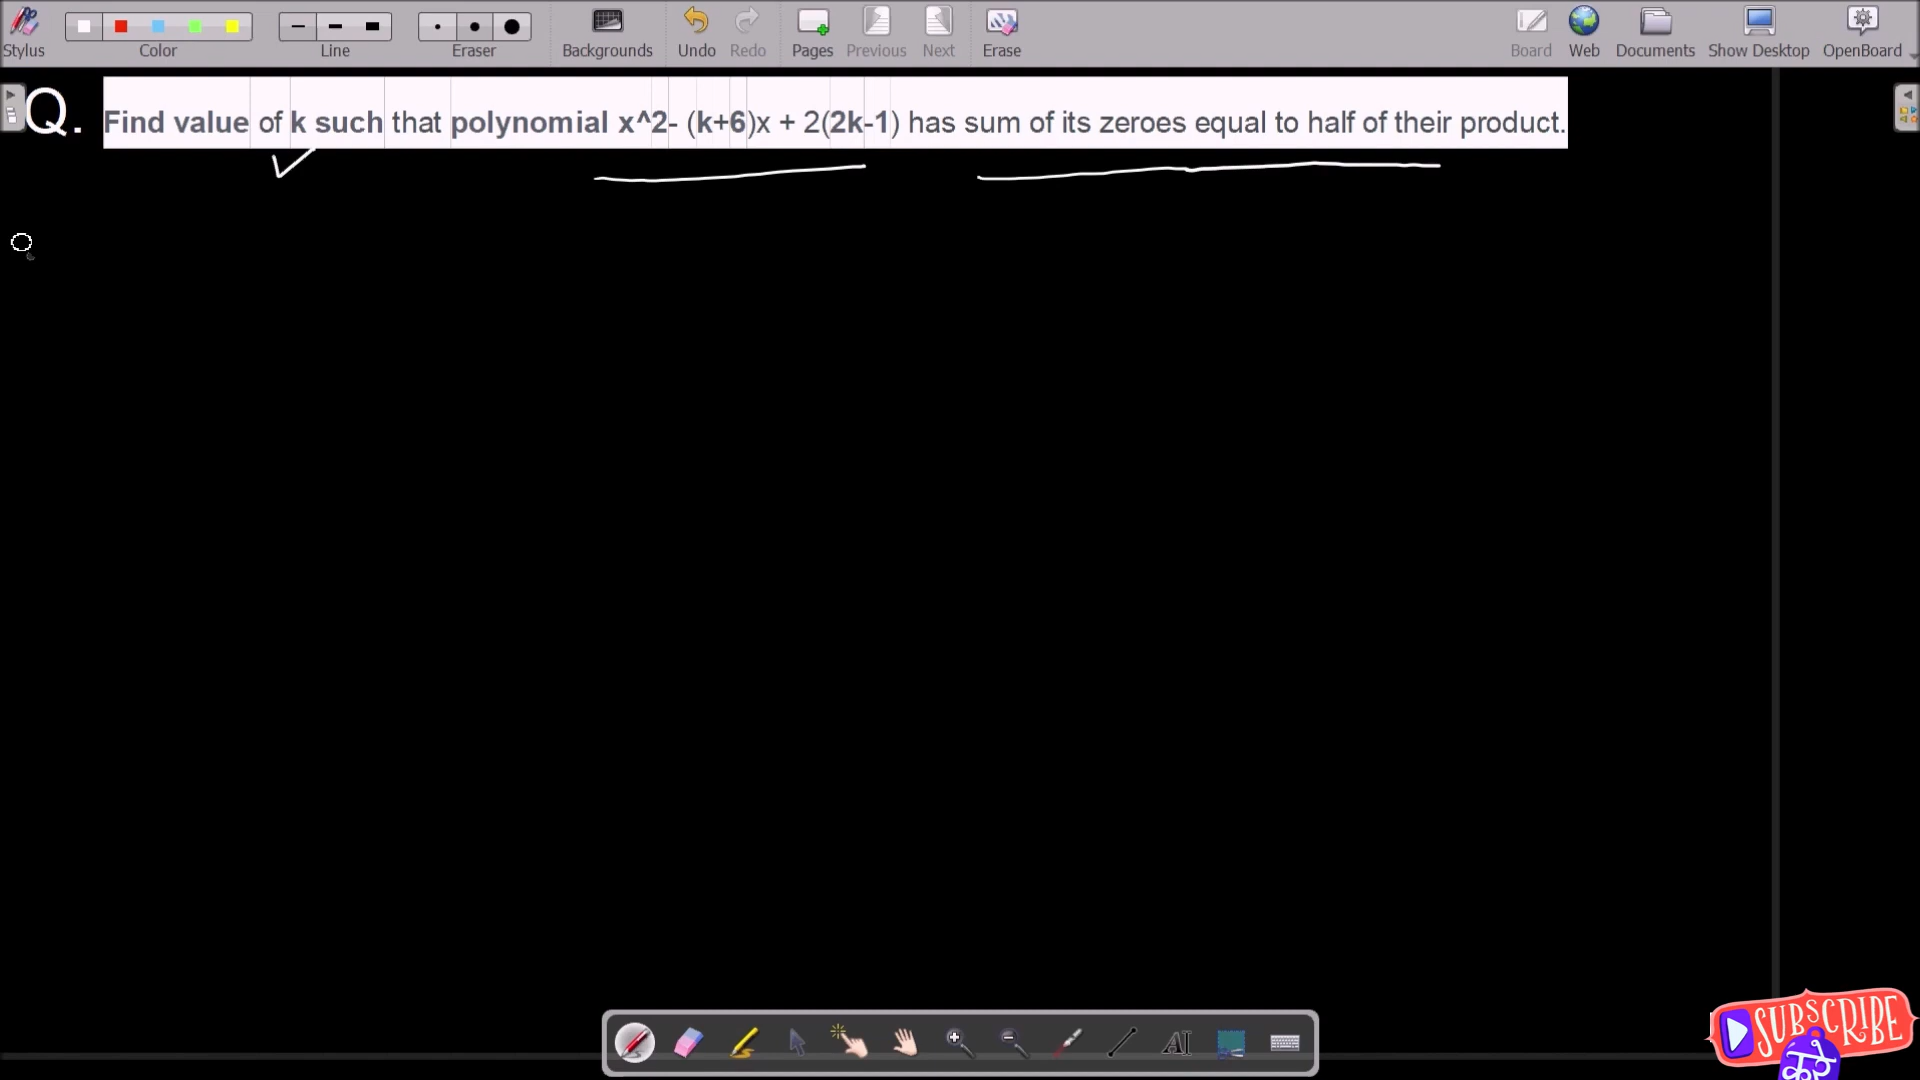 Stylus Color Line Eraser Backgrounds Undo Redo Pages Previous Next Erase Board Web Documents Show Desktop OpenBoard
Q. Find value of k such that polynomial x^2- (k+6)x + 2(2k-1) has sum of its zeroes equal to half of their product.
AI
SUBSCRIBE
करे